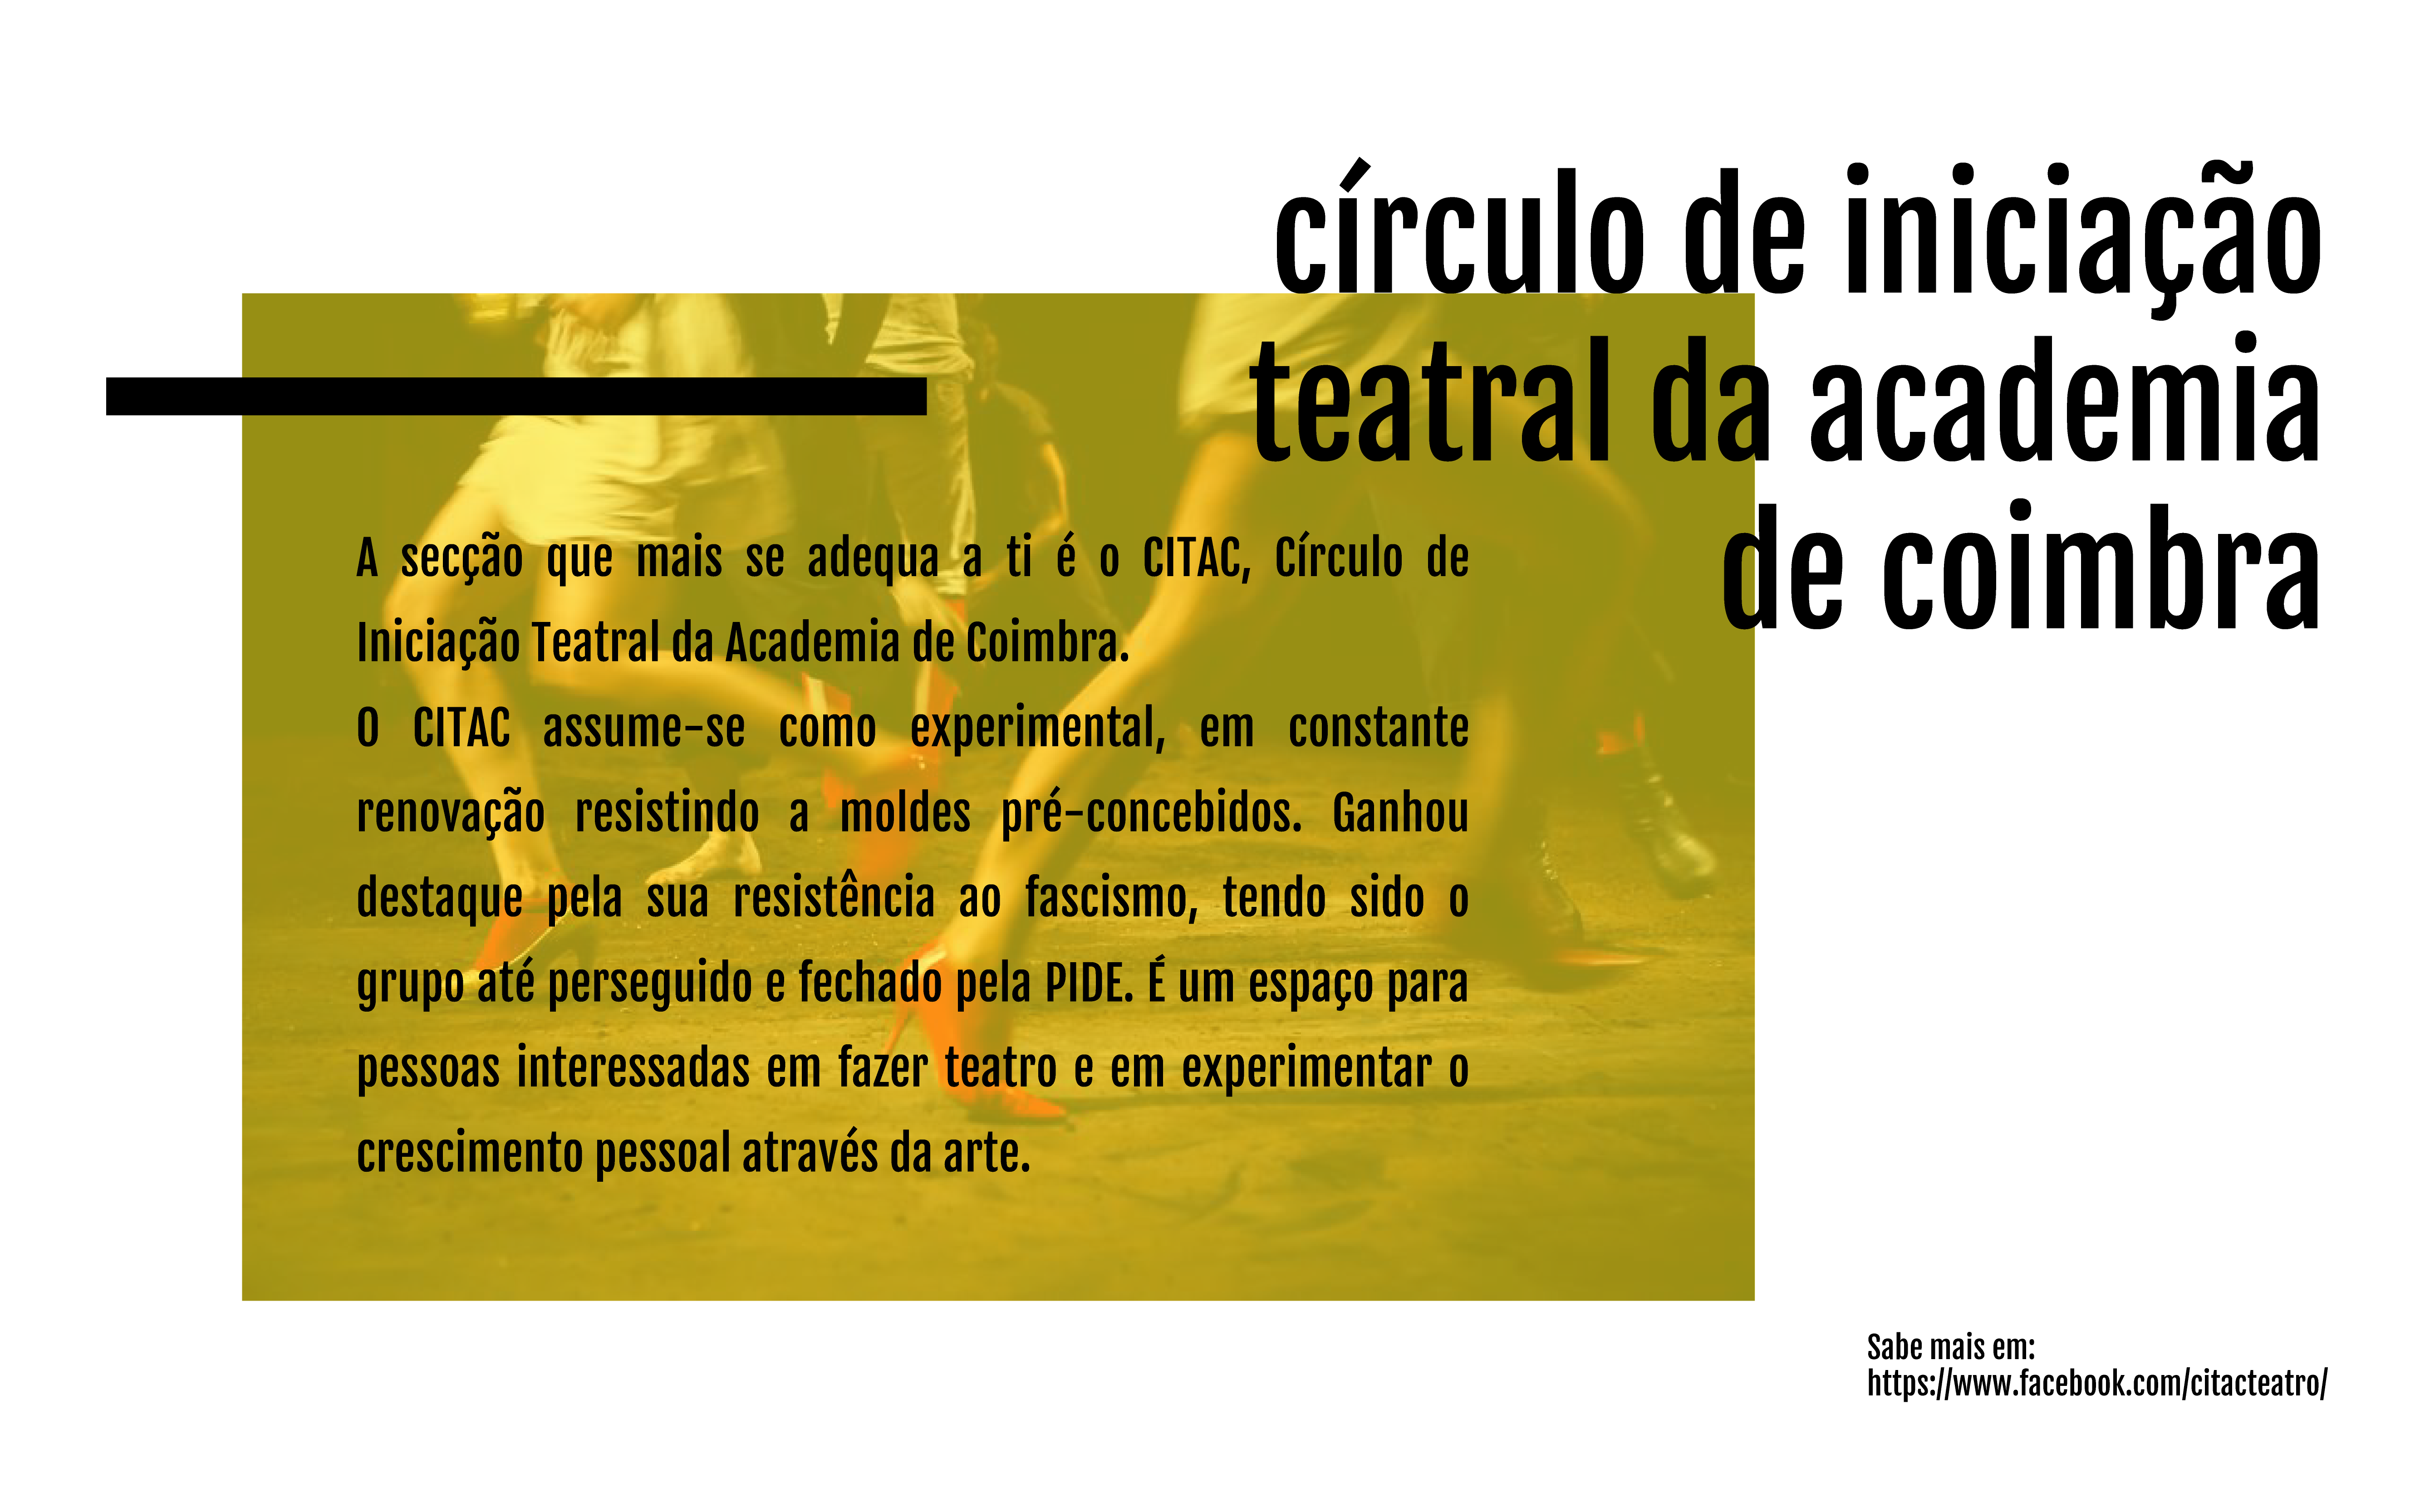 círculo de iniciação
teatral da academia
de coimbra
A secção que mais se adequa a ti é o CITAC, Círculo de
Iniciação Teatral da Academia de Coimbra.
O CITAC assume-se como experimental, em constante
renovação resistindo a moldes pré-concebidos. Ganhou
destaque pela sua resistência ao fascismo, tendo sido o
grupo até perseguido e fechado pela PIDE. É um espaço para
pessoas interessadas em fazer teatro e em experimentar o
crescimento pessoal através da arte.
Sabe mais em:
https://www.facebook.com/citacteatro/